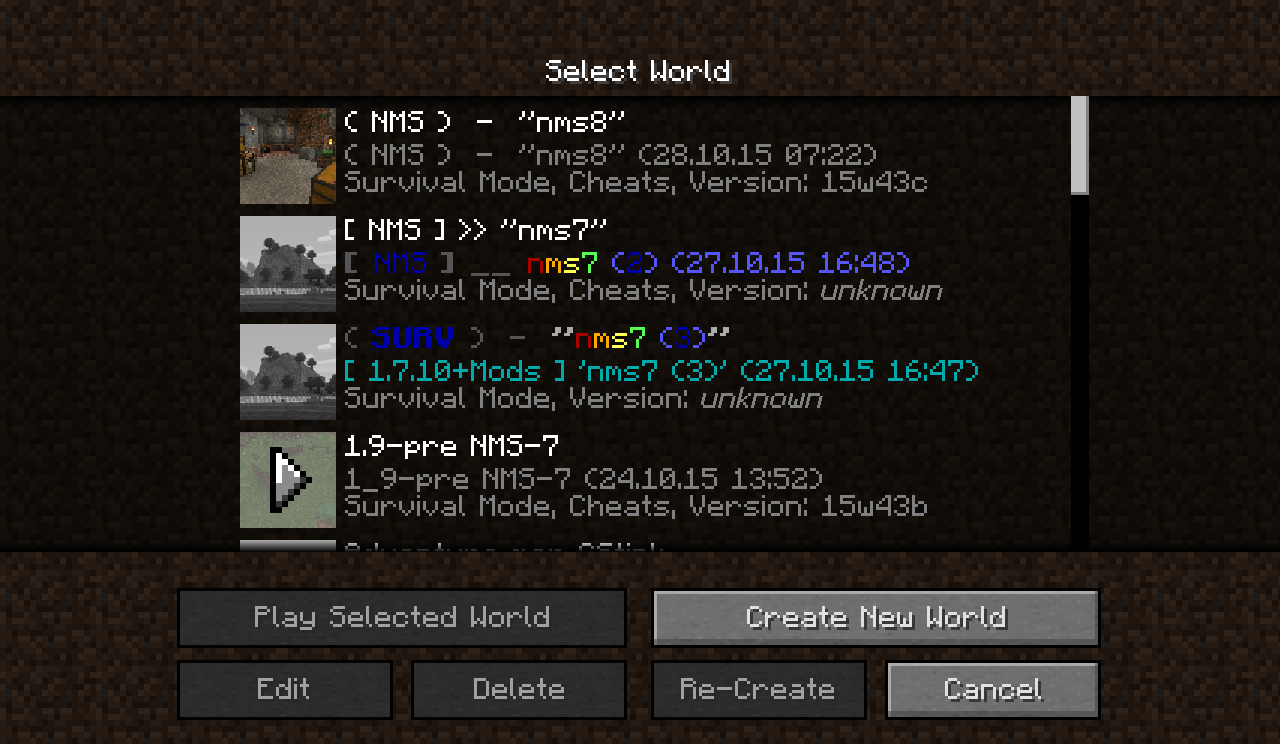 Select World
( NMS ) - "nms8"
( NMS ) - "nms8" (28.10.15 07:22)
Survival Mode, Cheats, Version: 15w43c
[ NMS ] >> "nms7"
[ NMS ] __ nms7 (2) (27.10.15 16:48)
Survival Mode, Cheats, Version: unknown
( SURV ) - "nms7 (3)"
[ 1.7.10+Mods ] 'nms7 (3)' (27.10.15 16:47)
Survival Mode, Version: unknown
1.9-pre NMS-7
1_9-pre NMS-7 (24.10.15 13:52)
Survival Mode, Cheats, Version: 15w43b
Play Selected World
Create New World
Edit
Delete
Re-Create
Cancel